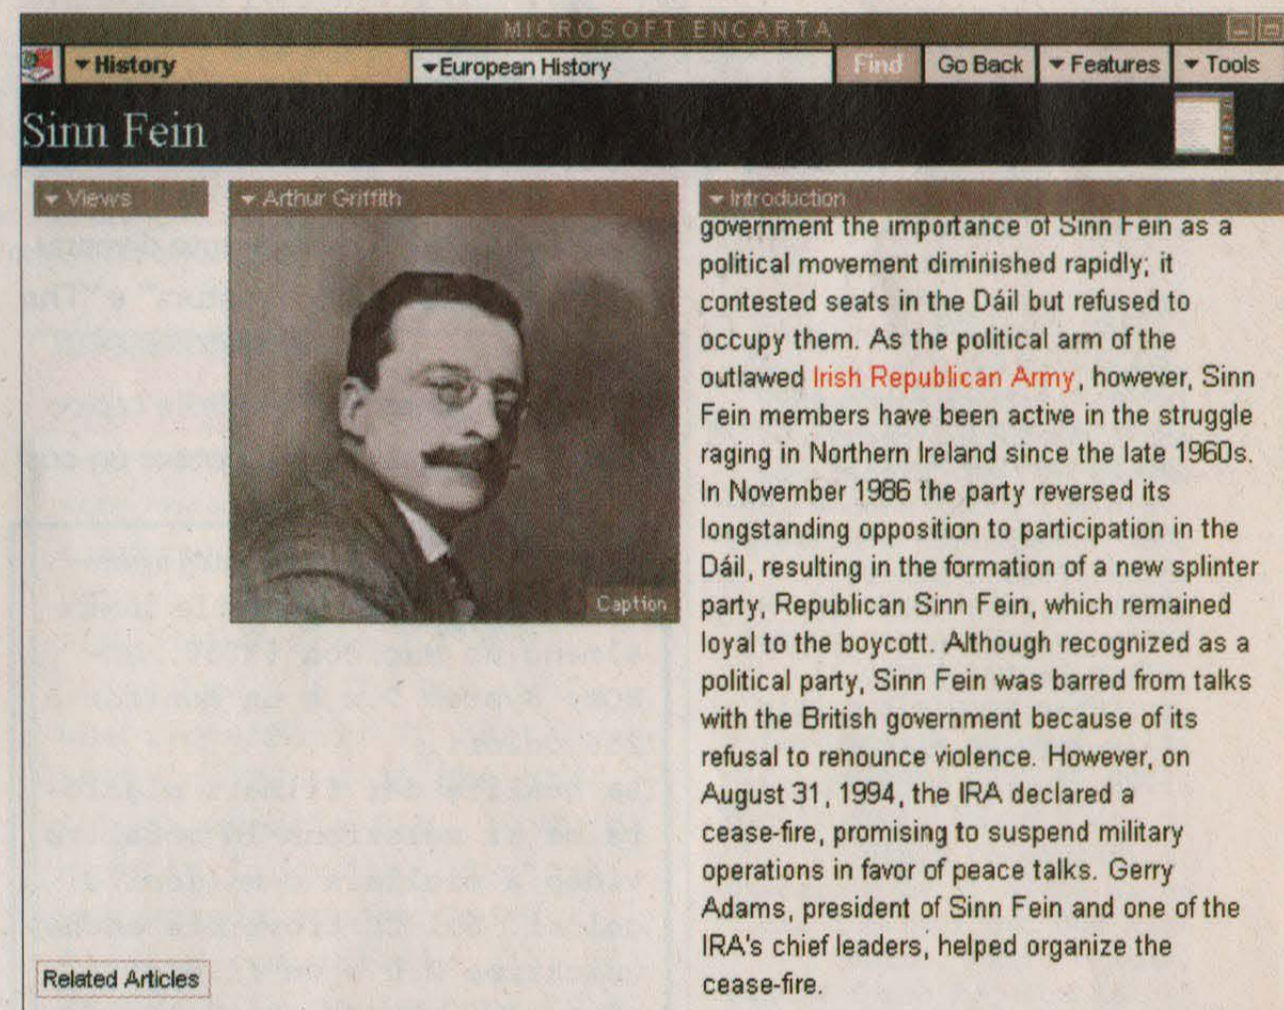 MICROSOFT ENCARTA
History
European History
Find
Go Back
Features
Tools
Sinn Fein
Views
Arthur Griffith
Caption
Related Articles
Introduction
government the importance of Sinn Fein as a
political movement diminished rapidly; it
contested seats in the Dáil but refused to
occupy them. As the political arm of the
outlawed Irish Republican Army, however, Sinn
Fein members have been active in the struggle
raging in Northern Ireland since the late 1960s.
In November 1986 the party reversed its
longstanding opposition to participation in the
Dáil, resulting in the formation of a new splinter
party, Republican Sinn Fein, which remained
loyal to the boycott. Although recognized as a
political party, Sinn Fein was barred from talks
with the British government because of its
refusal to renounce violence. However, on
August 31, 1994, the IRA declared a
cease-fire, promising to suspend military
operations in favor of peace talks. Gerry
Adams, president of Sinn Fein and one of the
IRA's chief leaders, helped organize the
cease-fire.